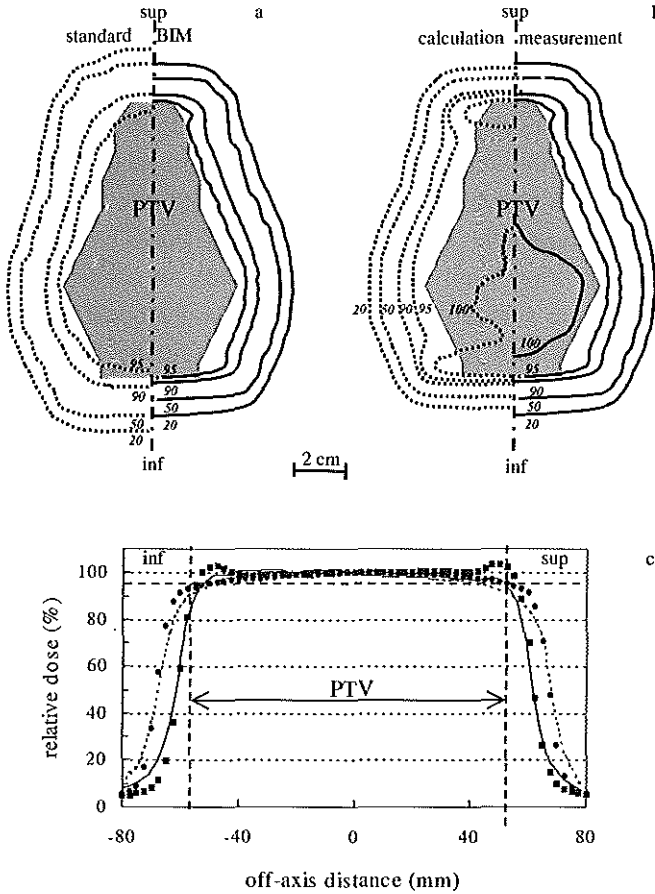 sup
a
standard
BIM
PTV
95
95
90
90
50
50
20
20
inf
sup
calculation
measurement
PTV
20
50
90
95
100
100
95
90
50
20
inf
2 cm
inf
sup
c
100
80
60
40
20
0
relative dose (%)
PTV
-80
-40
0
40
80
off-axis distance (mm)